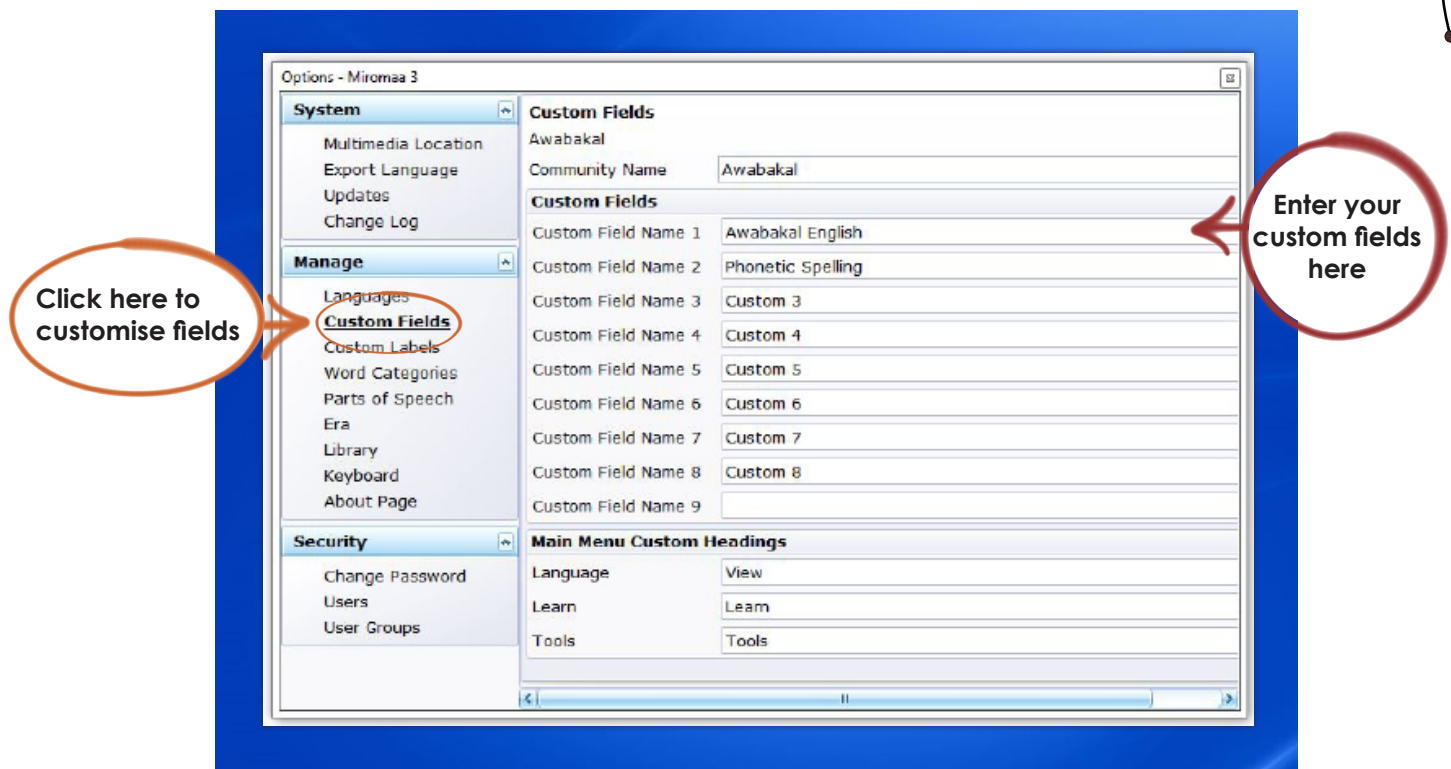 Options - Miromaa 3
System
Multimedia Location
Export Language
Updates
Change Log
Manage
Languages
Custom Fields
Custom Labels
Word Categories
Parts of Speech
Era
Library
Keyboard
About Page
Security
Change Password
Users
User Groups
Custom Fields
Awabakal
Community Name Awabakal
Custom Fields
Custom Field Name 1 Awabakal English
Custom Field Name 2 Phonetic Spelling
Custom Field Name 3 Custom 3
Custom Field Name 4 Custom 4
Custom Field Name 5 Custom 5
Custom Field Name 6 Custom 6
Custom Field Name 7 Custom 7
Custom Field Name 8 Custom 8
Custom Field Name 9
Main Menu Custom Headings
Language View
Learn Learn
Tools Tools
Click here to
customise fields
Enter your
custom fields
here